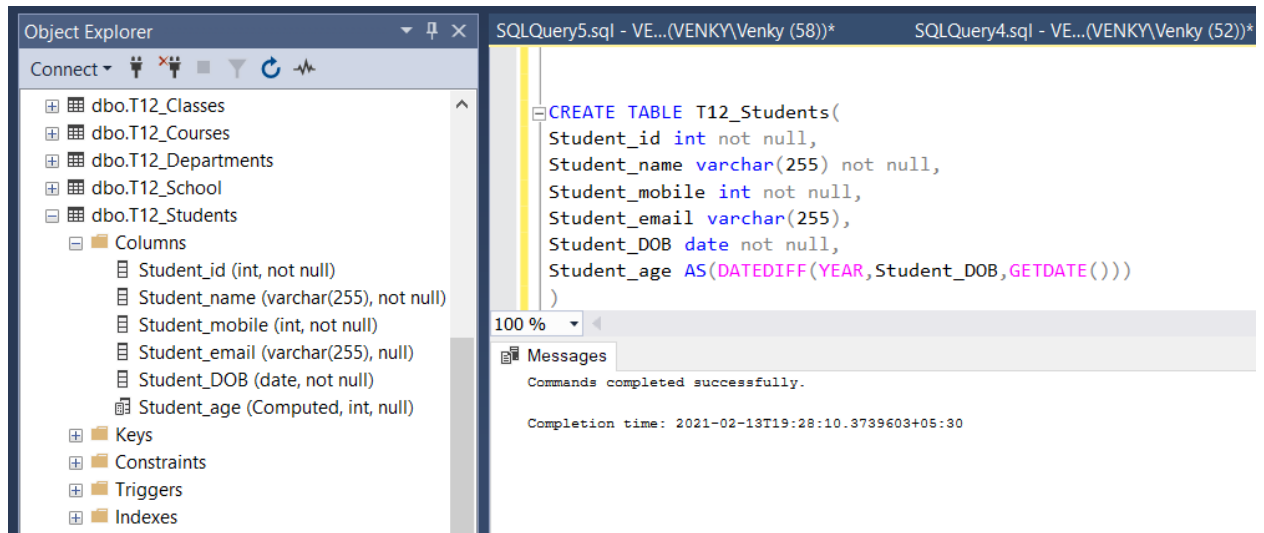 Object Explorer
Connect
dbo.T12_Classes
dbo.T12_Courses
dbo.T12_Departments
dbo.T12_School
dbo.T12_Students
Columns
Student_id (int, not null)
Student_name (varchar(255), not null)
Student_mobile (int, not null)
Student_email (varchar(255), null)
Student_DOB (date, not null)
Student_age (Computed, int, null)
Keys
Constraints
Triggers
Indexes
SQLQuery5.sql - VE...(VENKY\Venky (58))* SQLQuery4.sql - VE...(VENKY\Venky (52))*
CREATE TABLE T12_Students(
Student_id int not null,
Student_name varchar(255) not null,
Student_mobile int not null,
Student_email varchar(255),
Student_DOB date not null,
Student_age AS(DATEDIFF(YEAR,Student_DOB,GETDATE()))
)
100 %
Messages
Commands completed successfully.
Completion time: 2021-02-13T19:28:10.3739603+05:30